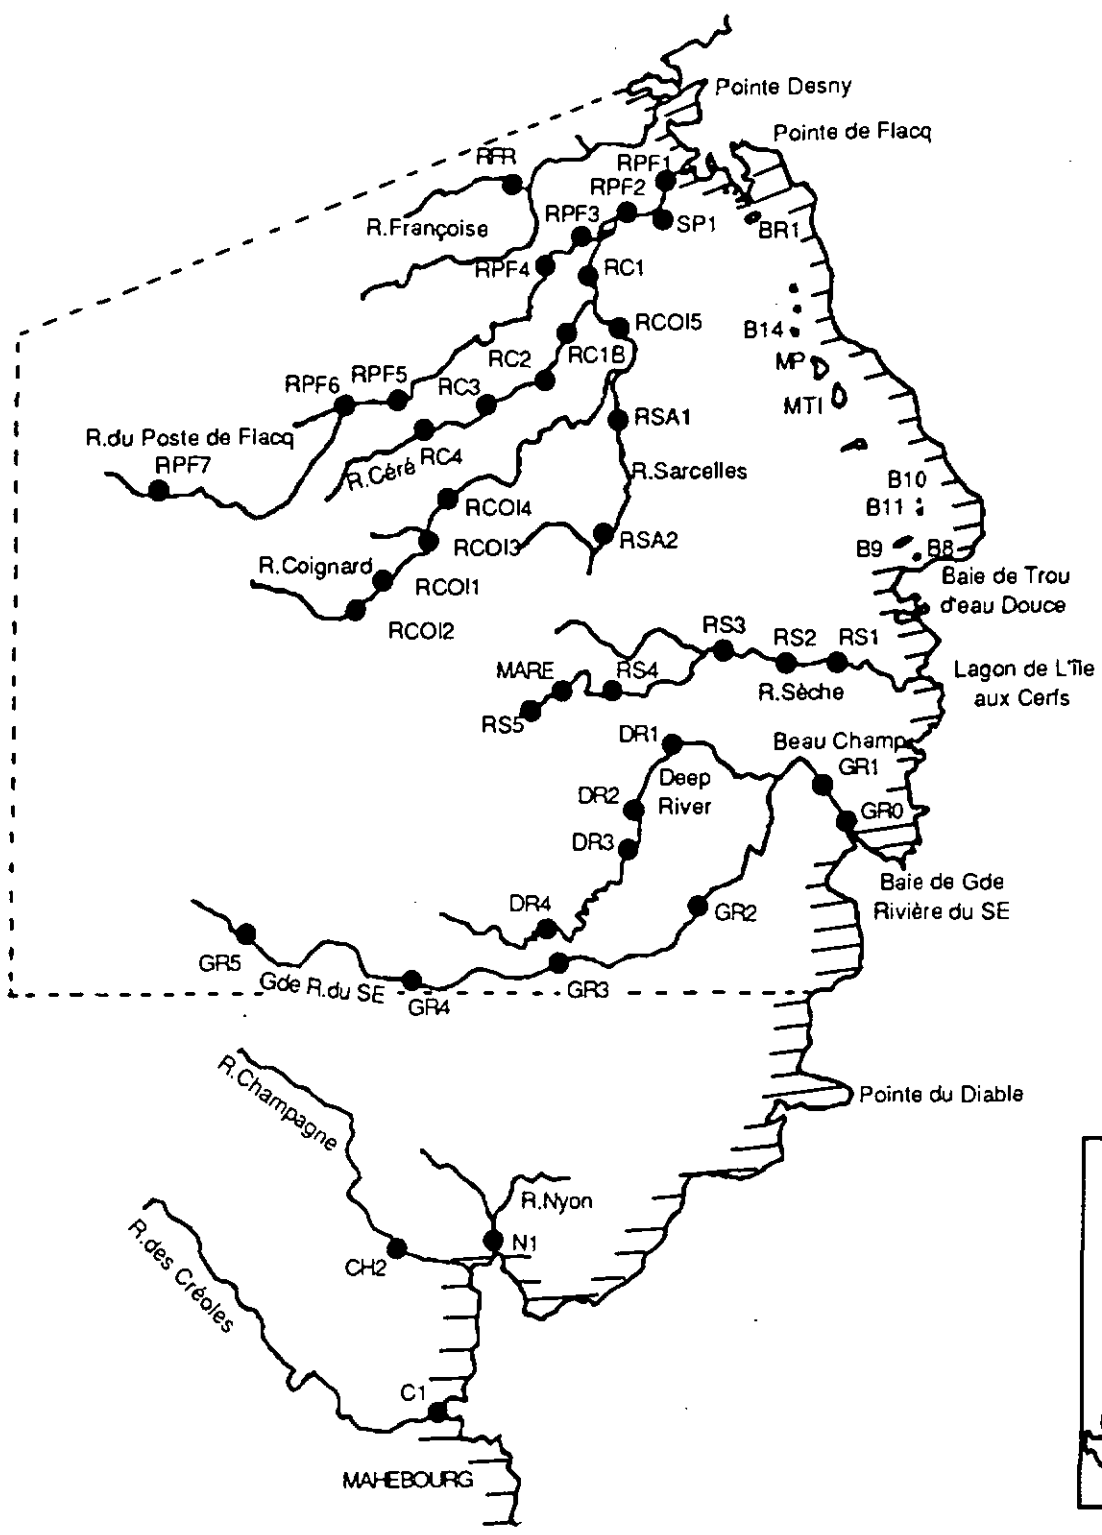 Pointe Desny
Pointe de Flacq
RFR
RPF1
RPF2
R.Françoise
RPF3
SP1
BR1
RPF4
RC1
RCOI5
B14
RC2
RC1B
MP
RPF6
RPF5
RC3
MTI
RSA1
R.du Poste de Flacq
RPF7
R.Céré
RC4
R.Sarcelles
B10
RCOI4
B11
RCOI3
RSA2
B9
B8
R.Coignard
RCOI1
Baie de Trou
d'eau Douce
RCOI2
RS3
RS2
RS1
MARE
RS4
R.Sèche
Lagon de L'île
aux Cerfs
RS5
DR1
Beau Champ
GR1
Deep
River
DR2
GR0
DR3
Baie de Gde
Rivière du SE
DR4
GR2
GR5
Gde R.du SE
GR4
GR3
R.Champagne
Pointe du Diable
R.Nyon
N1
CH2
R.des Créoles
C1
MAHEBOURG